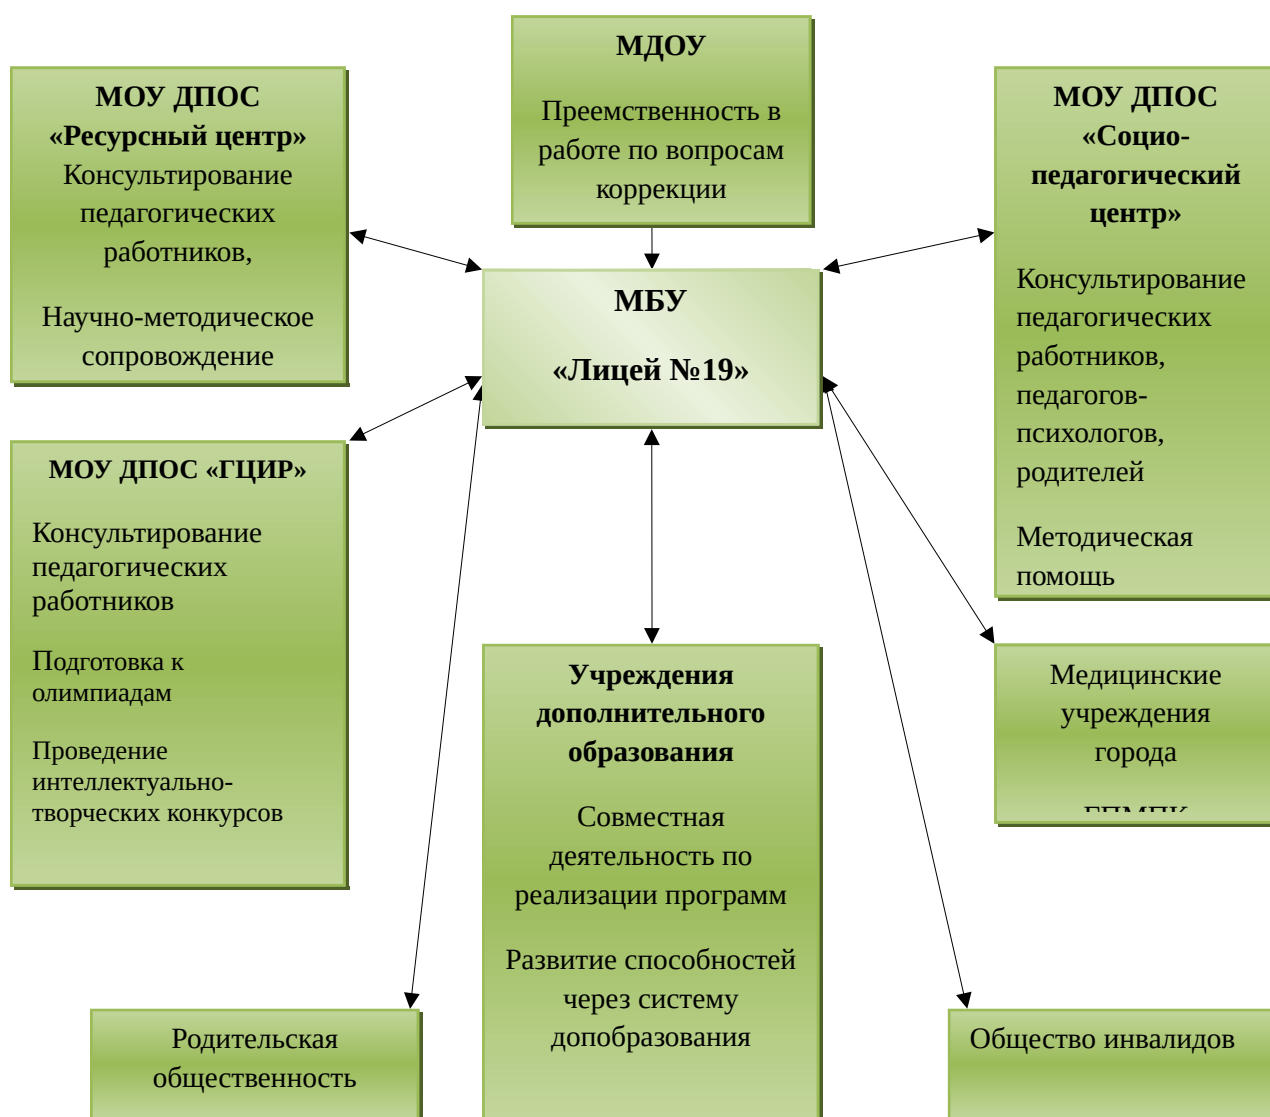 МДОУ
Преемственность в
работе по вопросам
коррекции
МОУ ДПОС
«Ресурсный центр»
Консультирование
педагогических
работников,
Научно-методическое
сопровождение
МОУ ДПОС
«Социо-
педагогический
центр»
Консультирование
педагогических
работников,
педагогов-
психологов,
родителей
Методическая
помощь
МБУ
«Лицей №19»
МОУ ДПОС «ГЦИР»
Консультирование
педагогических
работников
Подготовка к
олимпиадам
Проведение
интеллектуально-
творческих конкурсов
Учреждения
дополнительного
образования
Совместная
деятельность по
реализации программ
Развитие способностей
через систему
допобразования
Медицинские
учреждения
города
Родительская
общественность
Общество инвалидов